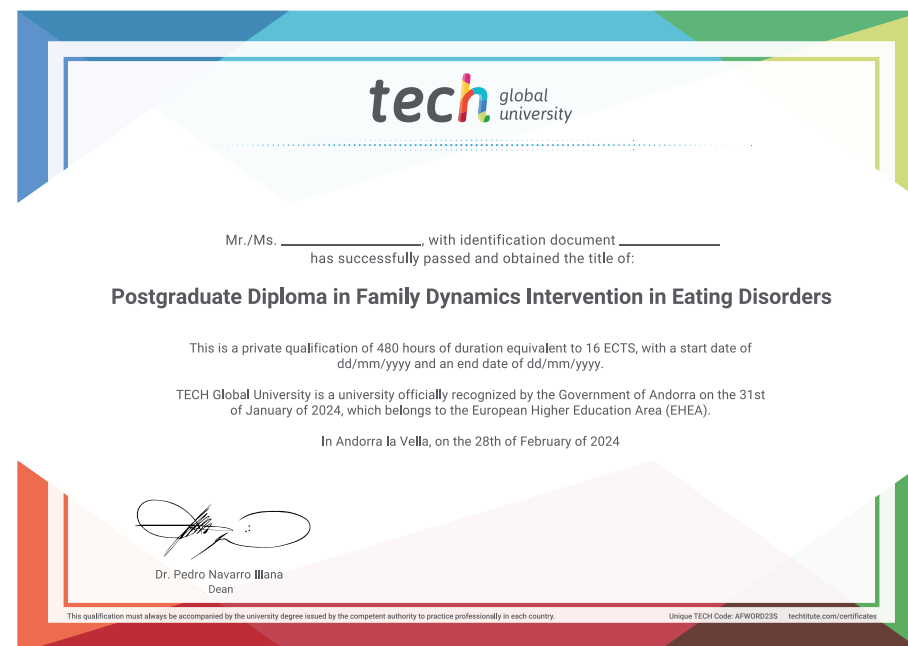 tech global university
Mr./Ms. ____________, with identification document ____________
has successfully passed and obtained the title of:
Postgraduate Diploma in Family Dynamics Intervention in Eating Disorders
This is a private qualification of 480 hours of duration equivalent to 16 ECTS, with a start date of
dd/mm/yyyy and an end date of dd/mm/yyyy.
TECH Global University is a university officially recognized by the Government of Andorra on the 31st
of January of 2024, which belongs to the European Higher Education Area (EHEA).
In Andorra la Vella, on the 28th of February of 2024
Dr. Pedro Navarro Illana
Dean
This qualification must always be accompanied by the university degree issued by the competent authority to practice professionally in each country. Unique TECH Code: AFWORD23S techtitute.com/certificates